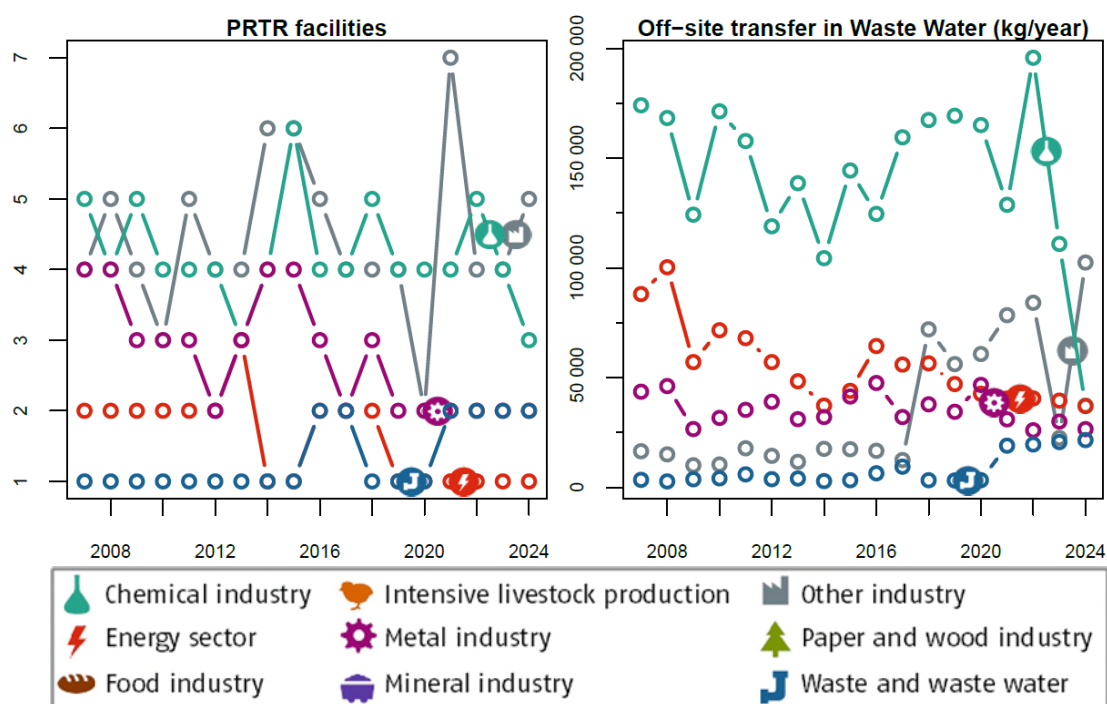 PRTR facilities
Off−site transfer in Waste Water (kg/year)
7
6
5
4
3
2
1
200 000
150 000
100 000
50 000
0
2008 2012 2016 2020 2024
2008 2012 2016 2020 2024
Chemical industry Intensive livestock production Other industry
Energy sector Metal industry Paper and wood industry
Food industry Mineral industry Waste and waste water